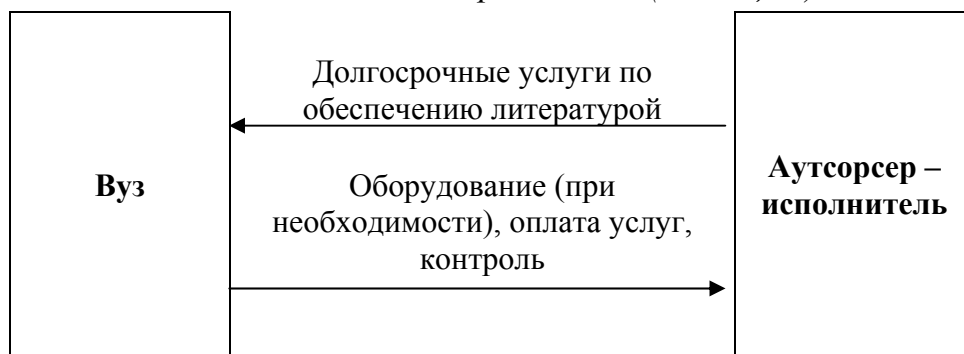 Вуз
Долгосрочные услуги по
обеспечению литературой
Оборудование (при
необходимости), оплата услуг,
контроль
Аутсорсер –
исполнитель